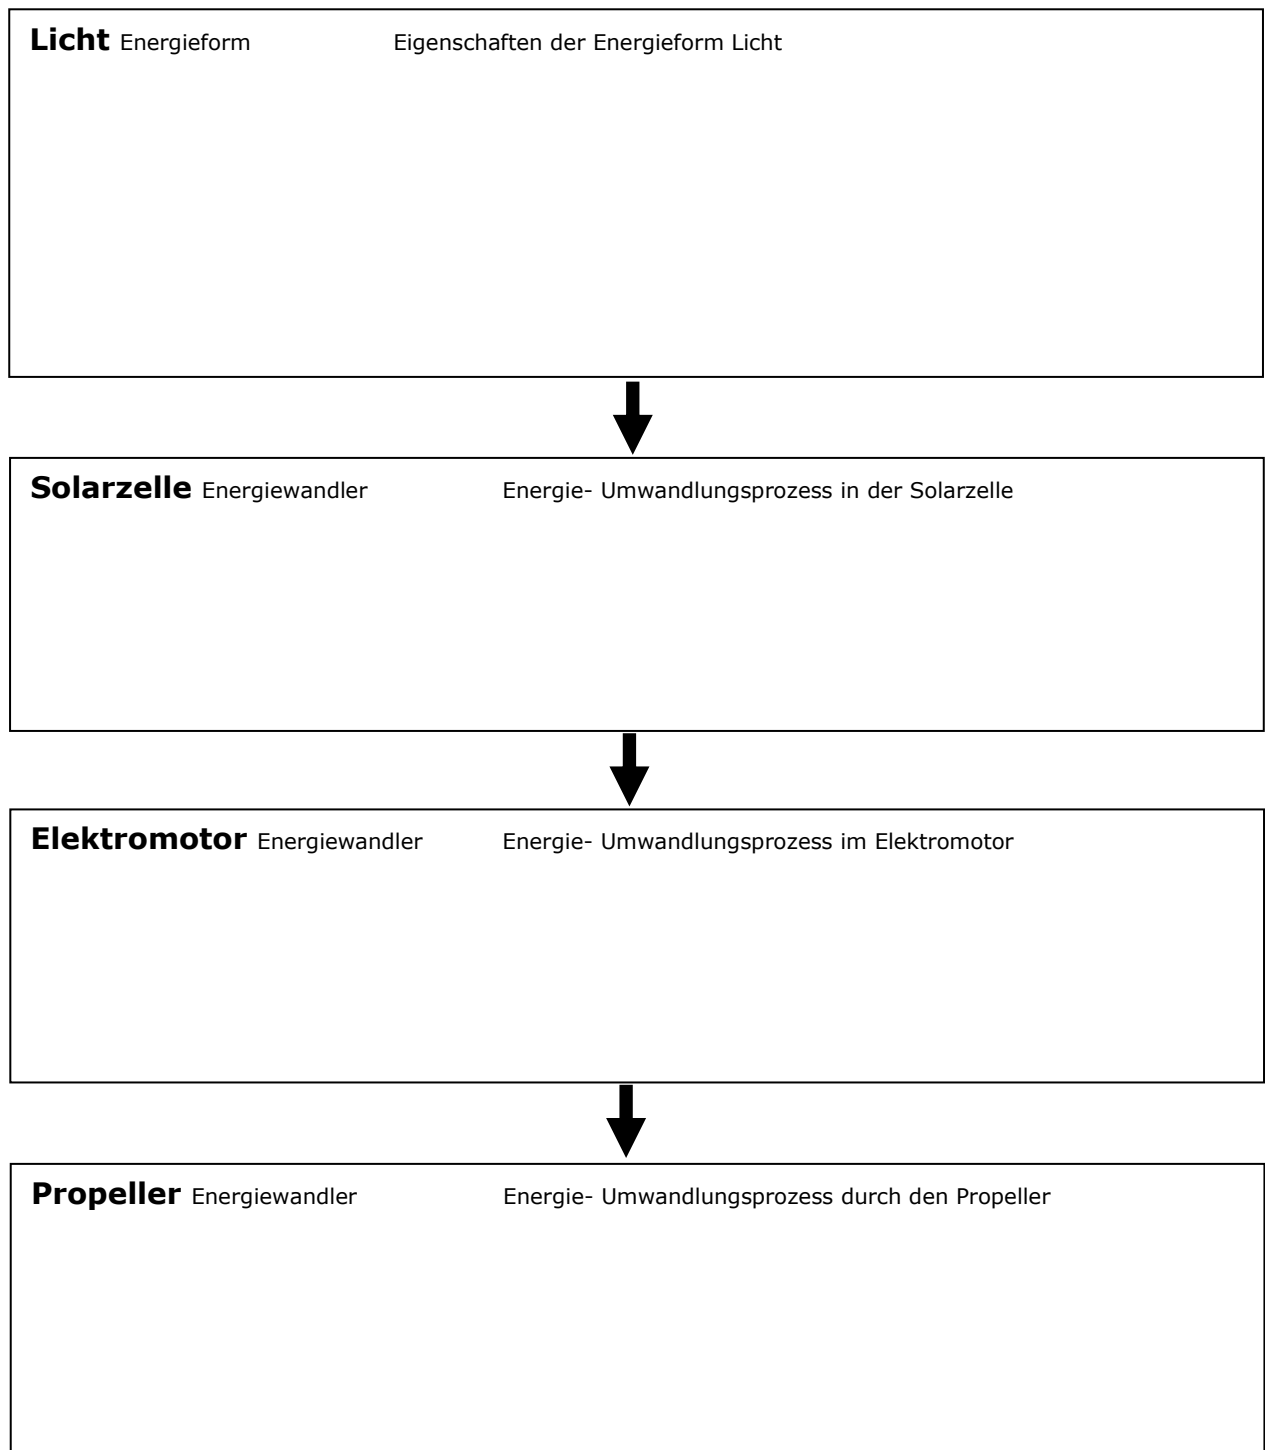 Licht Energieform Eigenschaften der Energieform Licht
Solarzelle Energiewandler Energie- Umwandlungsprozess in der Solarzelle
Elektromotor Energiewandler Energie- Umwandlungsprozess im Elektromotor
Propeller Energiewandler Energie- Umwandlungsprozess durch den Propeller